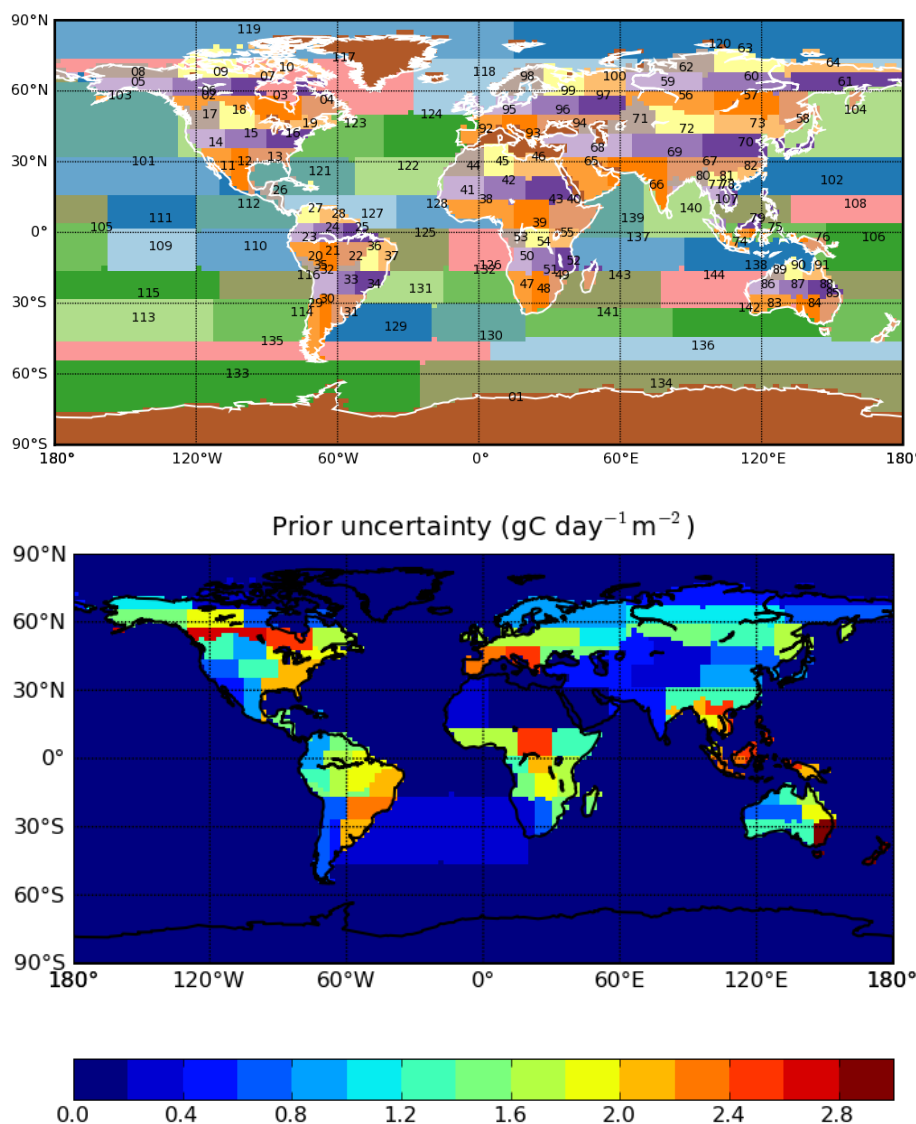 90°N
119
60°N
08 09 10 07 117 118 98 120 63 64
05 06 59 60 61
103 02 03 04 100 99 97 56 57 104
17 18 19 123 124 95 96 94 71 62 58
14 15 16 92 93 68 72 73 70
30°N
101 11 12 13 122 44 45 46 65 69 67 82
121 41 42 66 80 81 102
26 77 78
112 27 28 127 128 38 43 40 139 140 107 108
111 39 79
0°
105 24 25 125 55 137 75 106
109 110 23 21 36 53 54 74 76
20 22 37 126 50 52 138 90 91
35 32 132 51 49 143 144 89
116 33 34 131 47 48 86 87 88
115 85
30°S
113 114 29 30 31 129 141 142 83 84
135 130 136
60°S
133 134
01
90°S
180° 120°W 60°W 0° 60°E 120°E 180°
Prior uncertainty (gC day⁻¹ m⁻²)
90°N
60°N
30°N
0°
30°S
60°S
90°S
180° 120°W 60°W 0° 60°E 120°E 180°
0.0 0.4 0.8 1.2 1.6 2.0 2.4 2.8